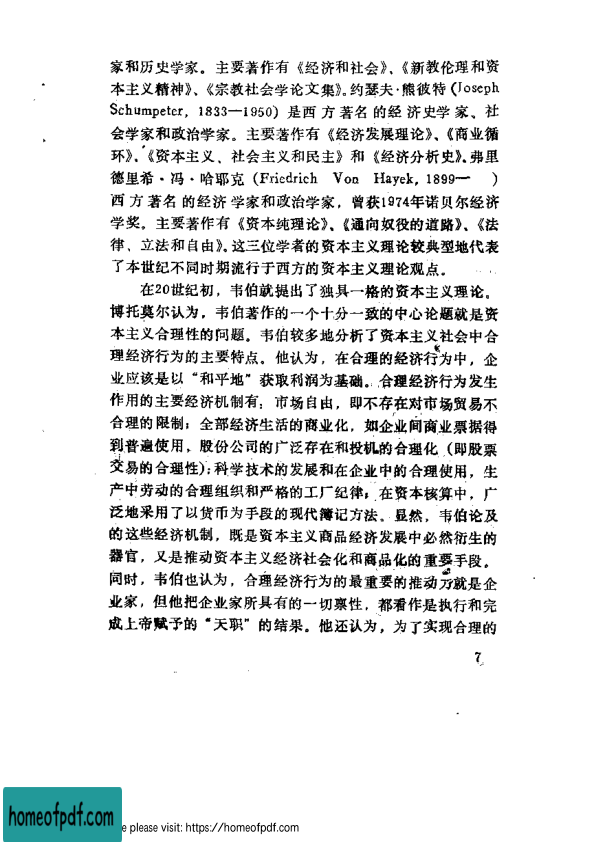 家和历史学家。主要著作有《经济和社会》、《新教伦理和资
本主义精神》、《宗教社会学论文集》。约瑟夫·熊彼特（Joseph
Schumpeter, 1833—1950）是西方著名的经济史学家、社
会学家和政治学家。主要著作有《经济发展理论》、《商业循
环》、《资本主义、社会主义和民主》和《经济分析史》。弗里
德里希·冯·哈耶克（Friedrich Von Hayek, 1899— ）
西方著名的经济学家和政治学家，曾获1974年诺贝尔经济
学奖。主要著作有《资本纯理论》、《通向奴役的道路》、《法
律、立法和自由》。这三位学者的资本主义理论较典型地代表
了本世纪不同时期流行于西方的资本主义理论观点。
在20世纪初，韦伯就提出了独具一格的资本主义理论。
博托莫尔认为，韦伯著作的一个十分一致的中心论题就是资
本主义合理性的问题。韦伯较多地分析了资本主义社会中合
理经济行为的主要特点。他认为，在合理的经济行为中，企
业应该是以“和平地”获取利润为基础。合理经济行为发生
作用的主要经济机制有：市场自由，即不存在对市场贸易不
合理的限制；全部经济生活的商业化，如企业间商业票据得
到普遍使用，股份公司的广泛存在和投机的合理化（即股票
交易的合理性）；科学技术的发展和在企业中的合理使用，生
产中劳动的合理组织和严格的工厂纪律；在资本核算中，广
泛地采用了以货币为手段的现代簿记方法。显然，韦伯论及
的这些经济机制，既是资本主义商品经济发展中必然衍生的
器官，又是推动资本主义经济社会化和商品化的重要手段。
同时，韦伯也认为，合理经济行为的最重要的推动力就是企
业家，但他把企业家所具有的一切禀性，都看作是执行和完
成上帝赋予的“天职”的结果。他还认为，为了实现合理的
7
homeofpdf.com
e please visit: https://homeofpdf.com